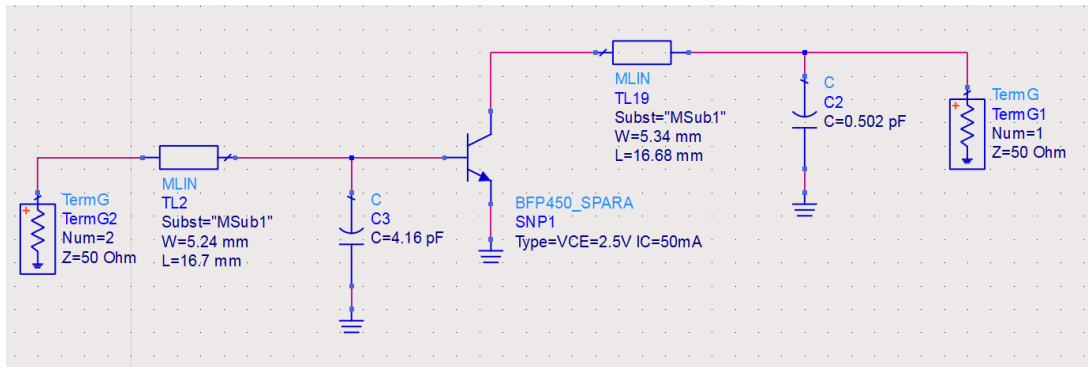 MLIN
TL19
Subst="MSub1"
W=5.34 mm
L=16.68 mm
C
C2
C=0.502 pF
TermG
TermG1
Num=1
Z=50 Ohm
TermG
TermG2
Num=2
Z=50 Ohm
MLIN
TL2
Subst="MSub1"
W=5.24 mm
L=16.7 mm
C
C3
C=4.16 pF
BFP450_SPARA
SNP1
Type=VCE=2.5V IC=50mA